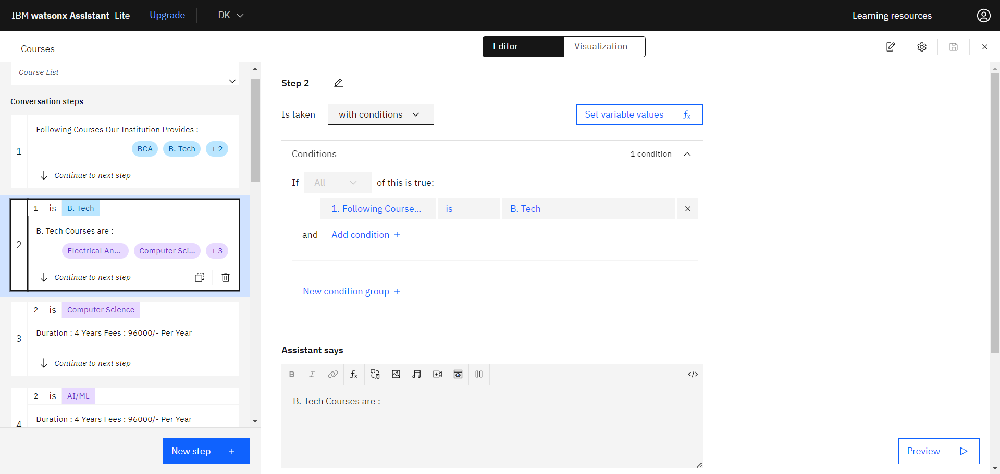 IBM watsonx Assistant Lite
Upgrade
DK
Learning resources
Courses
Editor
Visualization
Course List
Conversation steps
1
Following Courses Our Institution Provides :
BCA
B. Tech
+ 2
Continue to next step
2
1 is B. Tech
B. Tech Courses are :
Electrical An...
Computer Sci...
+ 3
Continue to next step
3
2 is Computer Science
Duration : 4 Years Fees : 96000/- Per Year
Continue to next step
4
2 is AI/ML
Duration : 4 Years Fees : 96000/- Per Year
New step +
Step 2
Is taken
with conditions
Set variable values fx
Conditions
1 condition
If All of this is true:
1. Following Course...
is
B. Tech
and Add condition +
New condition group +
Assistant says
B I fx </>
B. Tech Courses are :
Preview